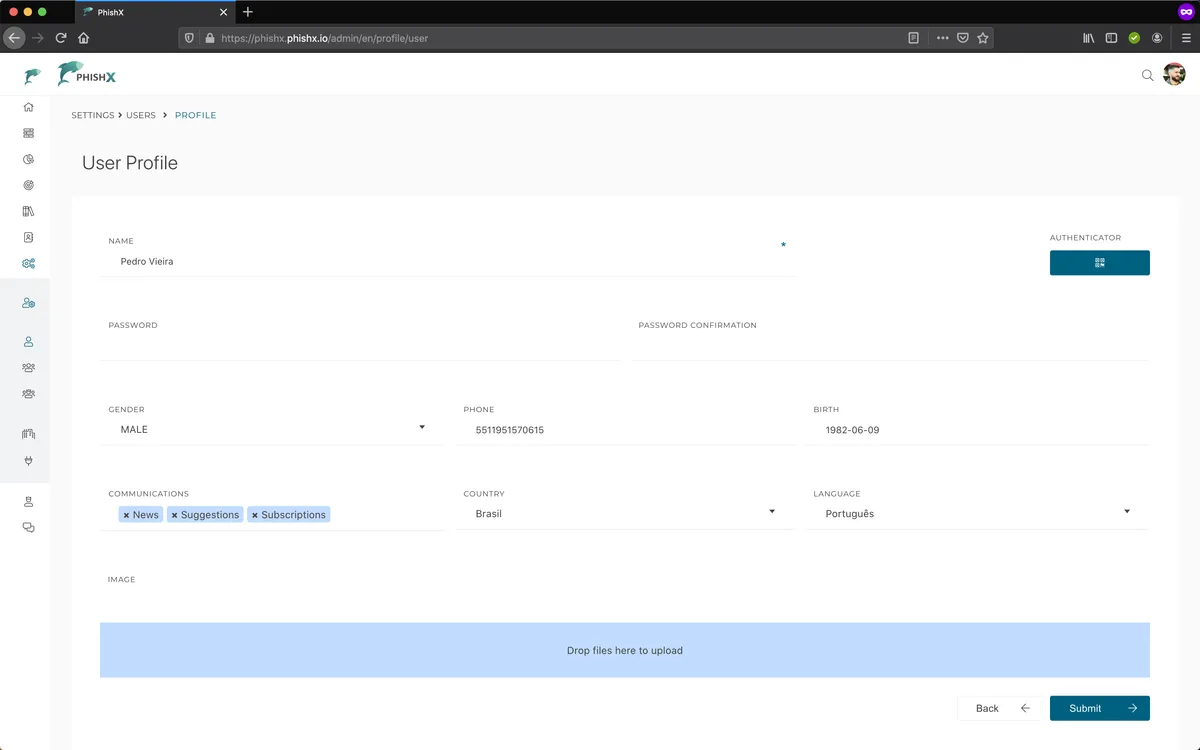 PhishX
https://phishx.phishx.io/admin/en/profile/user
PHISHX
SETTINGS > USERS > PROFILE
User Profile
NAME *
AUTHENTICATOR
Pedro Vieira
PASSWORD PASSWORD CONFIRMATION
GENDER PHONE BIRTH
MALE 5511951570615 1982-06-09
COMMUNICATIONS COUNTRY LANGUAGE
× News × Suggestions × Subscriptions Brasil Português
IMAGE
Drop files here to upload
Back ← Submit →